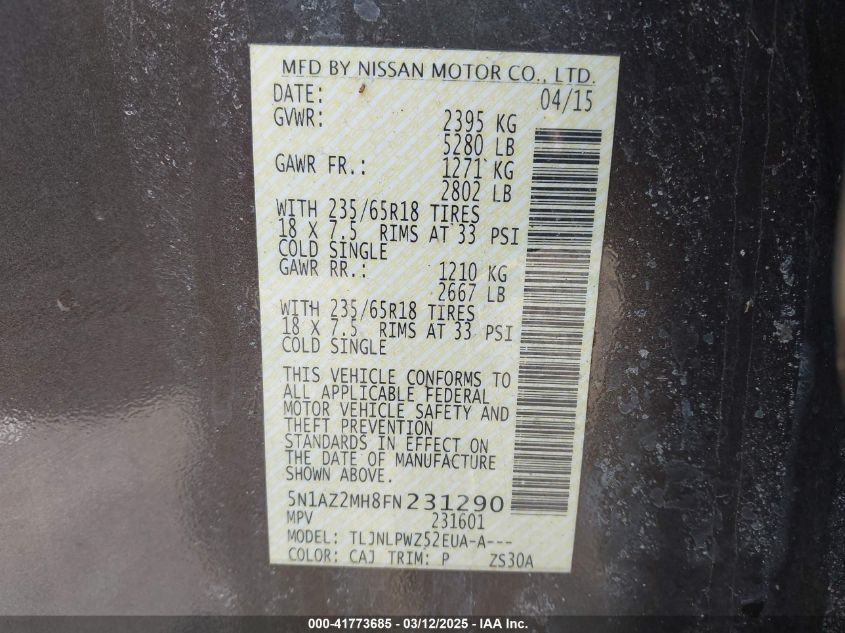 MFD BY NISSAN MOTOR CO., LTD.
DATE: 04/15
GVWR: 2395 KG
5280 LB
GAWR FR.: 1271 KG
2802 LB
WITH 235/65R18 TIRES
18 X 7.5 RIMS AT 33 PSI
COLD SINGLE
GAWR RR.: 1210 KG
2667 LB
WITH 235/65R18 TIRES
18 X 7.5 RIMS AT 33 PSI
COLD SINGLE
THIS VEHICLE CONFORMS TO
ALL APPLICABLE FEDERAL
MOTOR VEHICLE SAFETY AND
THEFT PREVENTION
STANDARDS IN EFFECT ON
THE DATE OF MANUFACTURE
SHOWN ABOVE.
5N1AZ2MH8FN231290
MPV 231601
MODEL: TLJNLPWZ52EUA-A---
COLOR: CAJ TRIM: P ZS30A
000-41773685 - 03/12/2025 - IAA Inc.